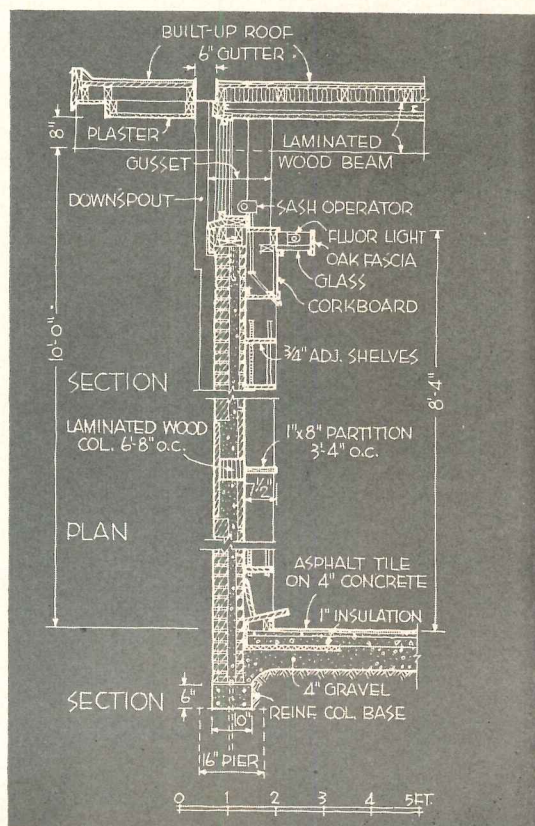 BUILT-UP ROOF
6" GUTTER
8"
PLASTER
LAMINATED
WOOD BEAM
GUSSET
DOWNSPOUT
SASH OPERATOR
FLUOR LIGHT
OAK FASCIA
GLASS
CORKBOARD
10'-0"
3/4" ADJ. SHELVES
SECTION
8'-4"
LAMINATED WOOD
COL. 6'-8" O.C.
1"x8" PARTITION
3'-4" O.C.
7 1/2"
PLAN
ASPHALT TILE
ON 4" CONCRETE
1" INSULATION
4" GRAVEL
SECTION
6"
REINF. COL. BASE
10"
16" PIER
0 1 2 3 4 5FT.